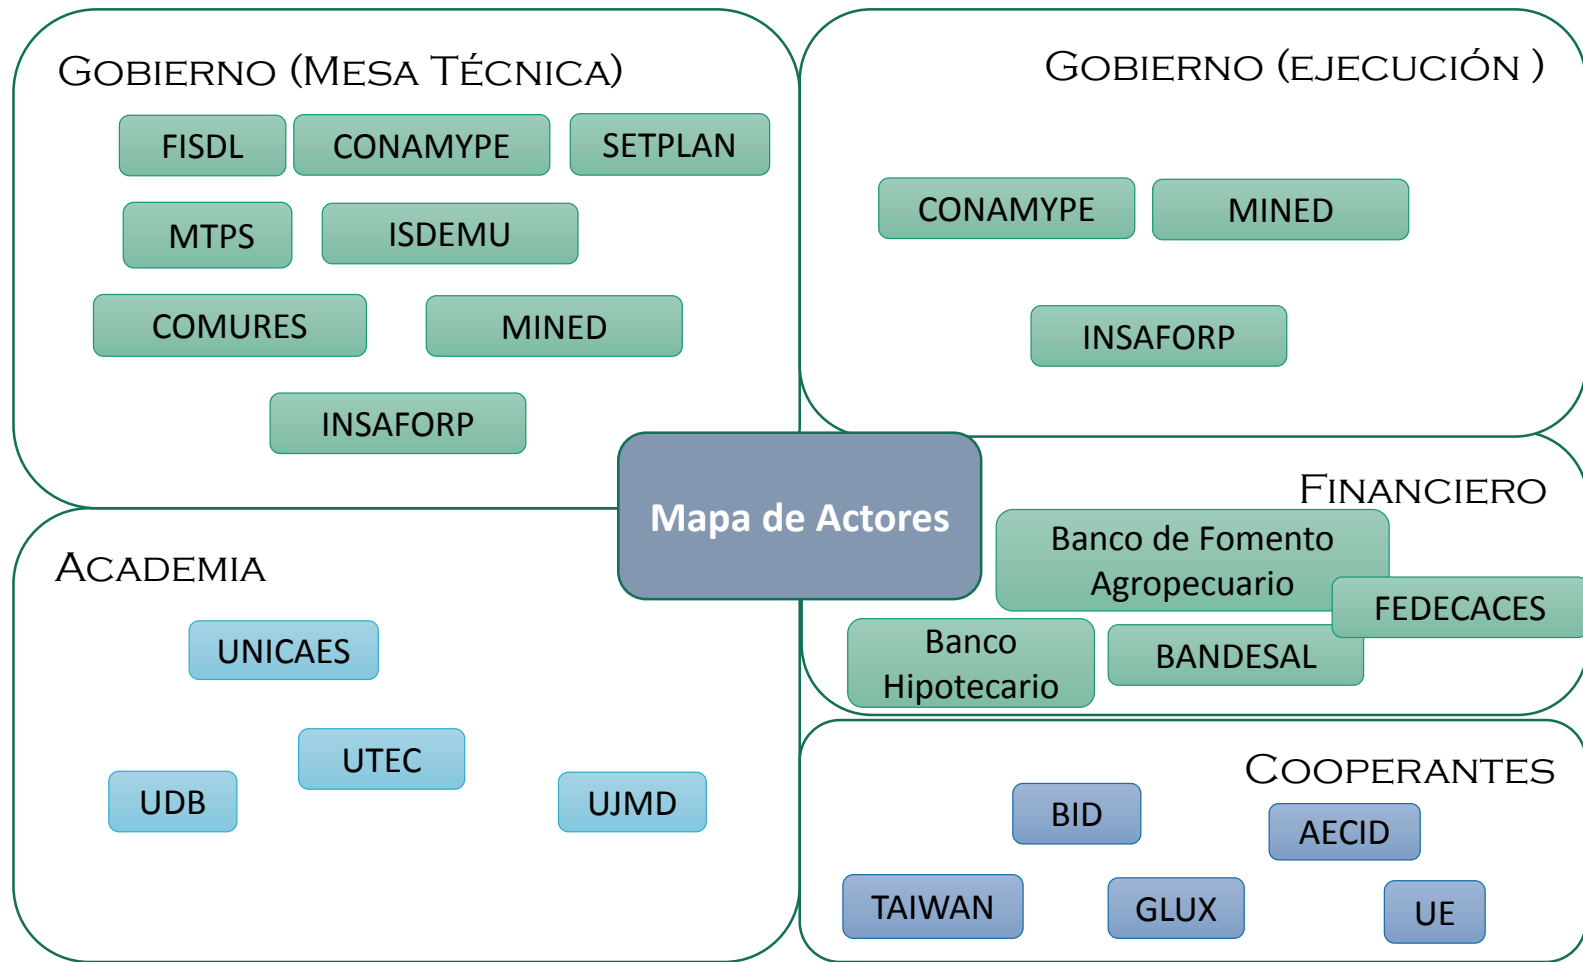 Gobierno (Mesa Técnica)
FISDL
CONAMYPE
SETPLAN
MTPS
ISDEMU
COMURES
MINED
INSAFORP
Gobierno (ejecución )
CONAMYPE
MINED
INSAFORP
Mapa de Actores
Financiero
Banco de Fomento
Agropecuario
FEDECACES
Banco
Hipotecario
BANDESAL
Academia
UNICAES
UTEC
UDB
UJMD
Cooperantes
BID
AECID
TAIWAN
GLUX
UE